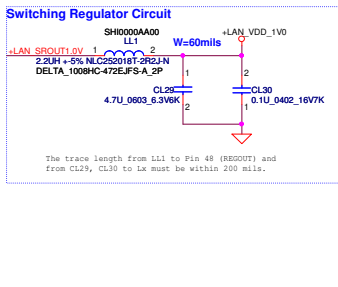 Switching Regulator Circuit
SHI0000AA00
LL1
+LAN_SROUT1.0V 1 2 W=60mils +LAN_VDD_1V0
2.2UH +-5% NLC252018T-2R2J-N
DELTA_1008HC-472EJFS-A_2P
1 2
CL29 CL30
4.7U_0603_6.3V6K 0.1U_0402_16V7K
2 1
The trace length from LL1 to Pin 48 (REGOUT) and
from CL29, CL30 to Lx must be within 200 mils.